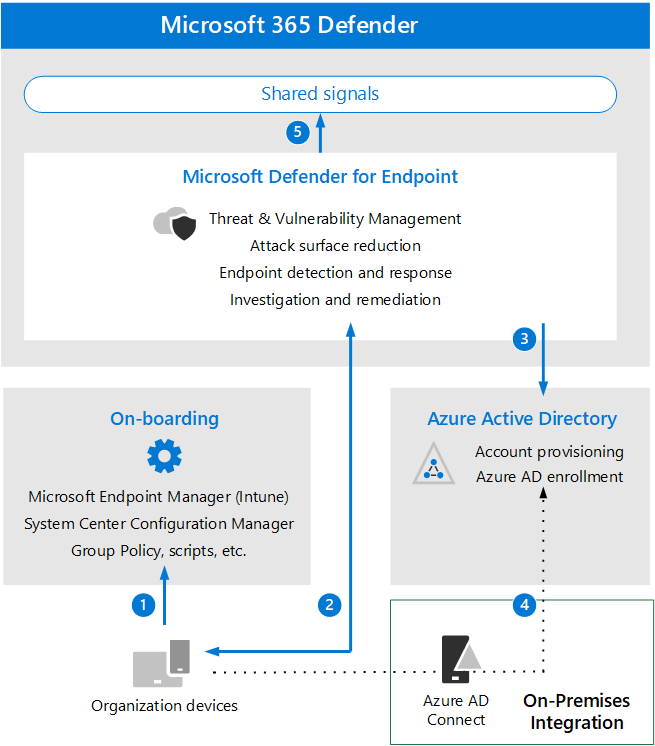 Microsoft 365 Defender
Shared signals
5
Microsoft Defender for Endpoint
Threat & Vulnerability Management
Attack surface reduction
Endpoint detection and response
Investigation and remediation
3
On-boarding
Microsoft Endpoint Manager (Intune)
System Center Configuration Manager
Group Policy, scripts, etc.
Azure Active Directory
Account provisioning
Azure AD enrollment
1
2
4
Organization devices
Azure AD
Connect
On-Premises
Integration